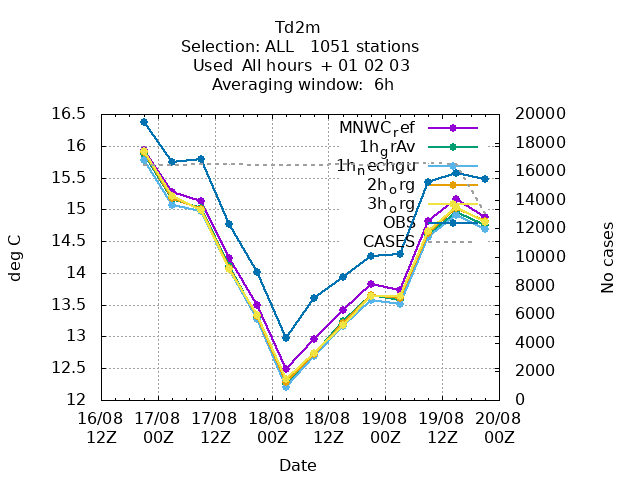 Td2m
Selection: ALL   1051 stations
Used  All hours  + 01 02 03
Averaging window:  6h
16.5
16
15.5
15
14.5
14
13.5
13
12.5
12
20000
18000
16000
14000
12000
10000
8000
6000
4000
2000
0
MNWC_ref
1h_grAv
1h_nechgu
2h_org
3h_org
OBS
CASES
deg C
No cases
16/08 17/08 17/08 18/08 18/08 19/08 19/08 20/08
12Z 00Z 12Z 00Z 12Z 00Z 12Z 00Z
Date